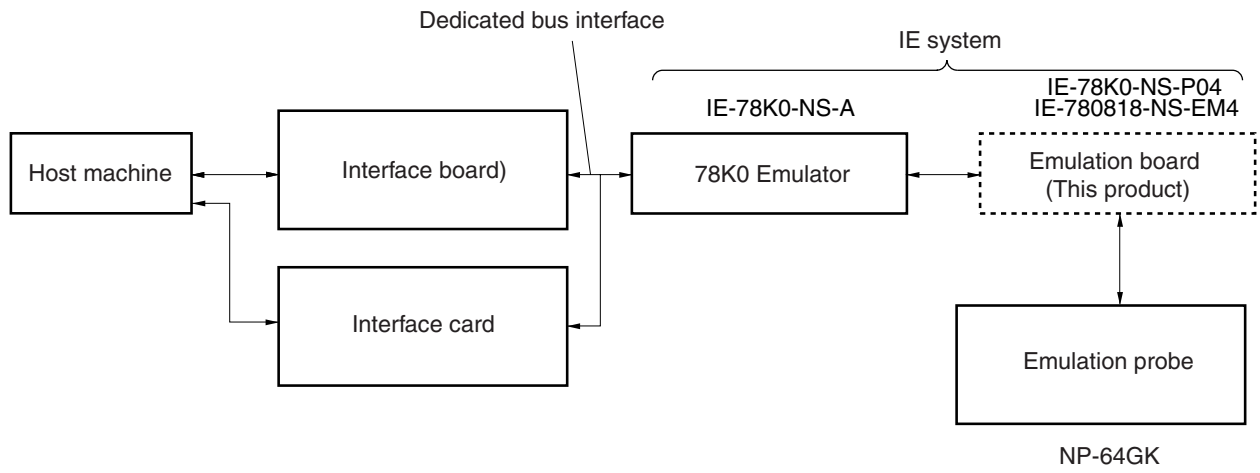 Dedicated bus interface
IE system
IE-78K0-NS-A
IE-78K0-NS-P04
IE-780818-NS-EM4
Host machine
Interface board)
78K0 Emulator
Emulation board
(This product)
Interface card
Emulation probe
NP-64GK